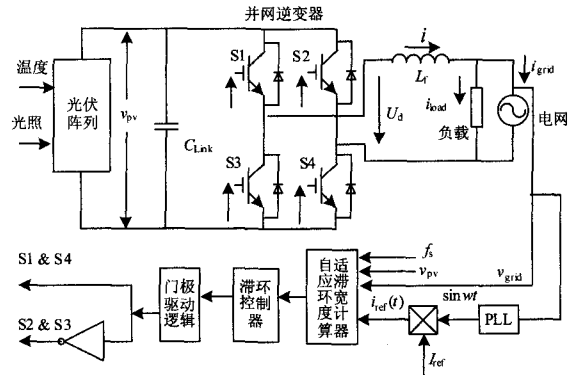 并网逆变器
温度
光照
光伏
阵列
v_pv
C_Link
S1
S2
S3
S4
i
L_f
U_d
i_load
负载
i_grid
电网
S1 & S4
S2 & S3
门极
驱动
逻辑
滞环
控制
器
自适
应滞
环宽
度计
算器
f_s
v_pv
v_grid
i_ref(t)
sin wt
PLL
I_ref